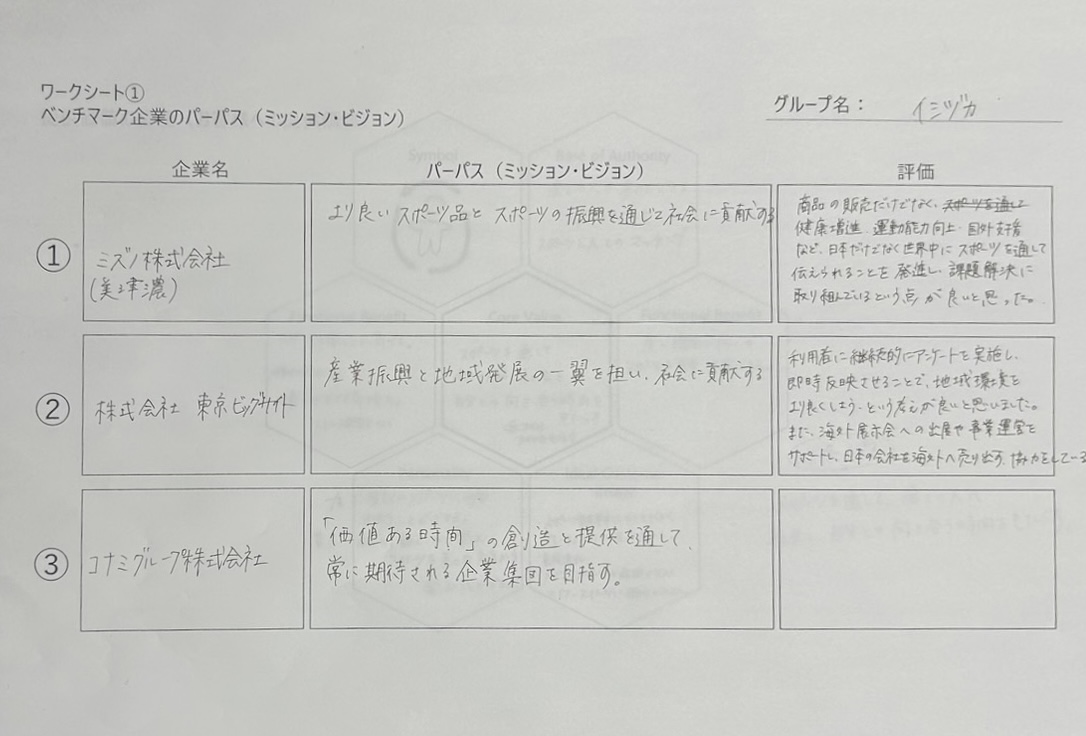 ワークシート①
ベンチマーク企業のパーパス（ミッション・ビジョン）
グループ名： イミヅカ
企業名
パーパス（ミッション・ビジョン）
評価
①
ミズノ株式会社
(美津濃)
より良いスポーツ品とスポーツの振興を通じて社会に貢献する
商品の販売だけでなく、スポーツを通して
健康増進、運動能力向上・国外支援
など、日本だけでなく世界中にスポーツを通して
伝えられることを発進し、課題解決に
取り組んでいるという点が良いと思った。
②
株式会社 東京ビッグサイト
産業振興と地域発展の一翼を担い、社会に貢献する
利用者に継続的にアンケートを実施し、
即時反映させることで、地域環境を
より良くしよう、という考えが良いと思いました。
また、海外展示会への出展や事業運営を
サポートし、日本の会社を海外へ売り出す、協力をして
③
コナミグループ株式会社
「価値ある時間」の創造と提供を通して、
常に期待される企業集団を目指す。